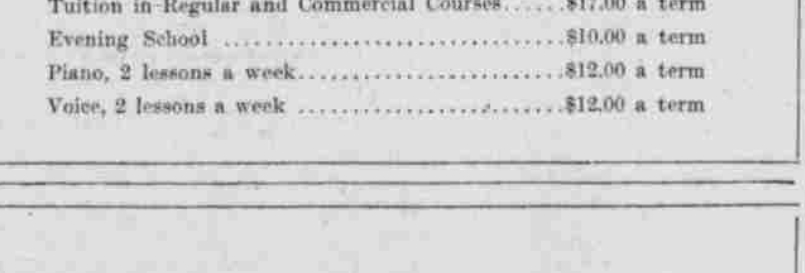 Tuition in Regular and Commercial Courses......$17.00 a term
Evening School ................................$10.00 a term
Piano, 2 lessons a week.........................$12.00 a term
Voice, 2 lessons a week .........................$12.00 a term